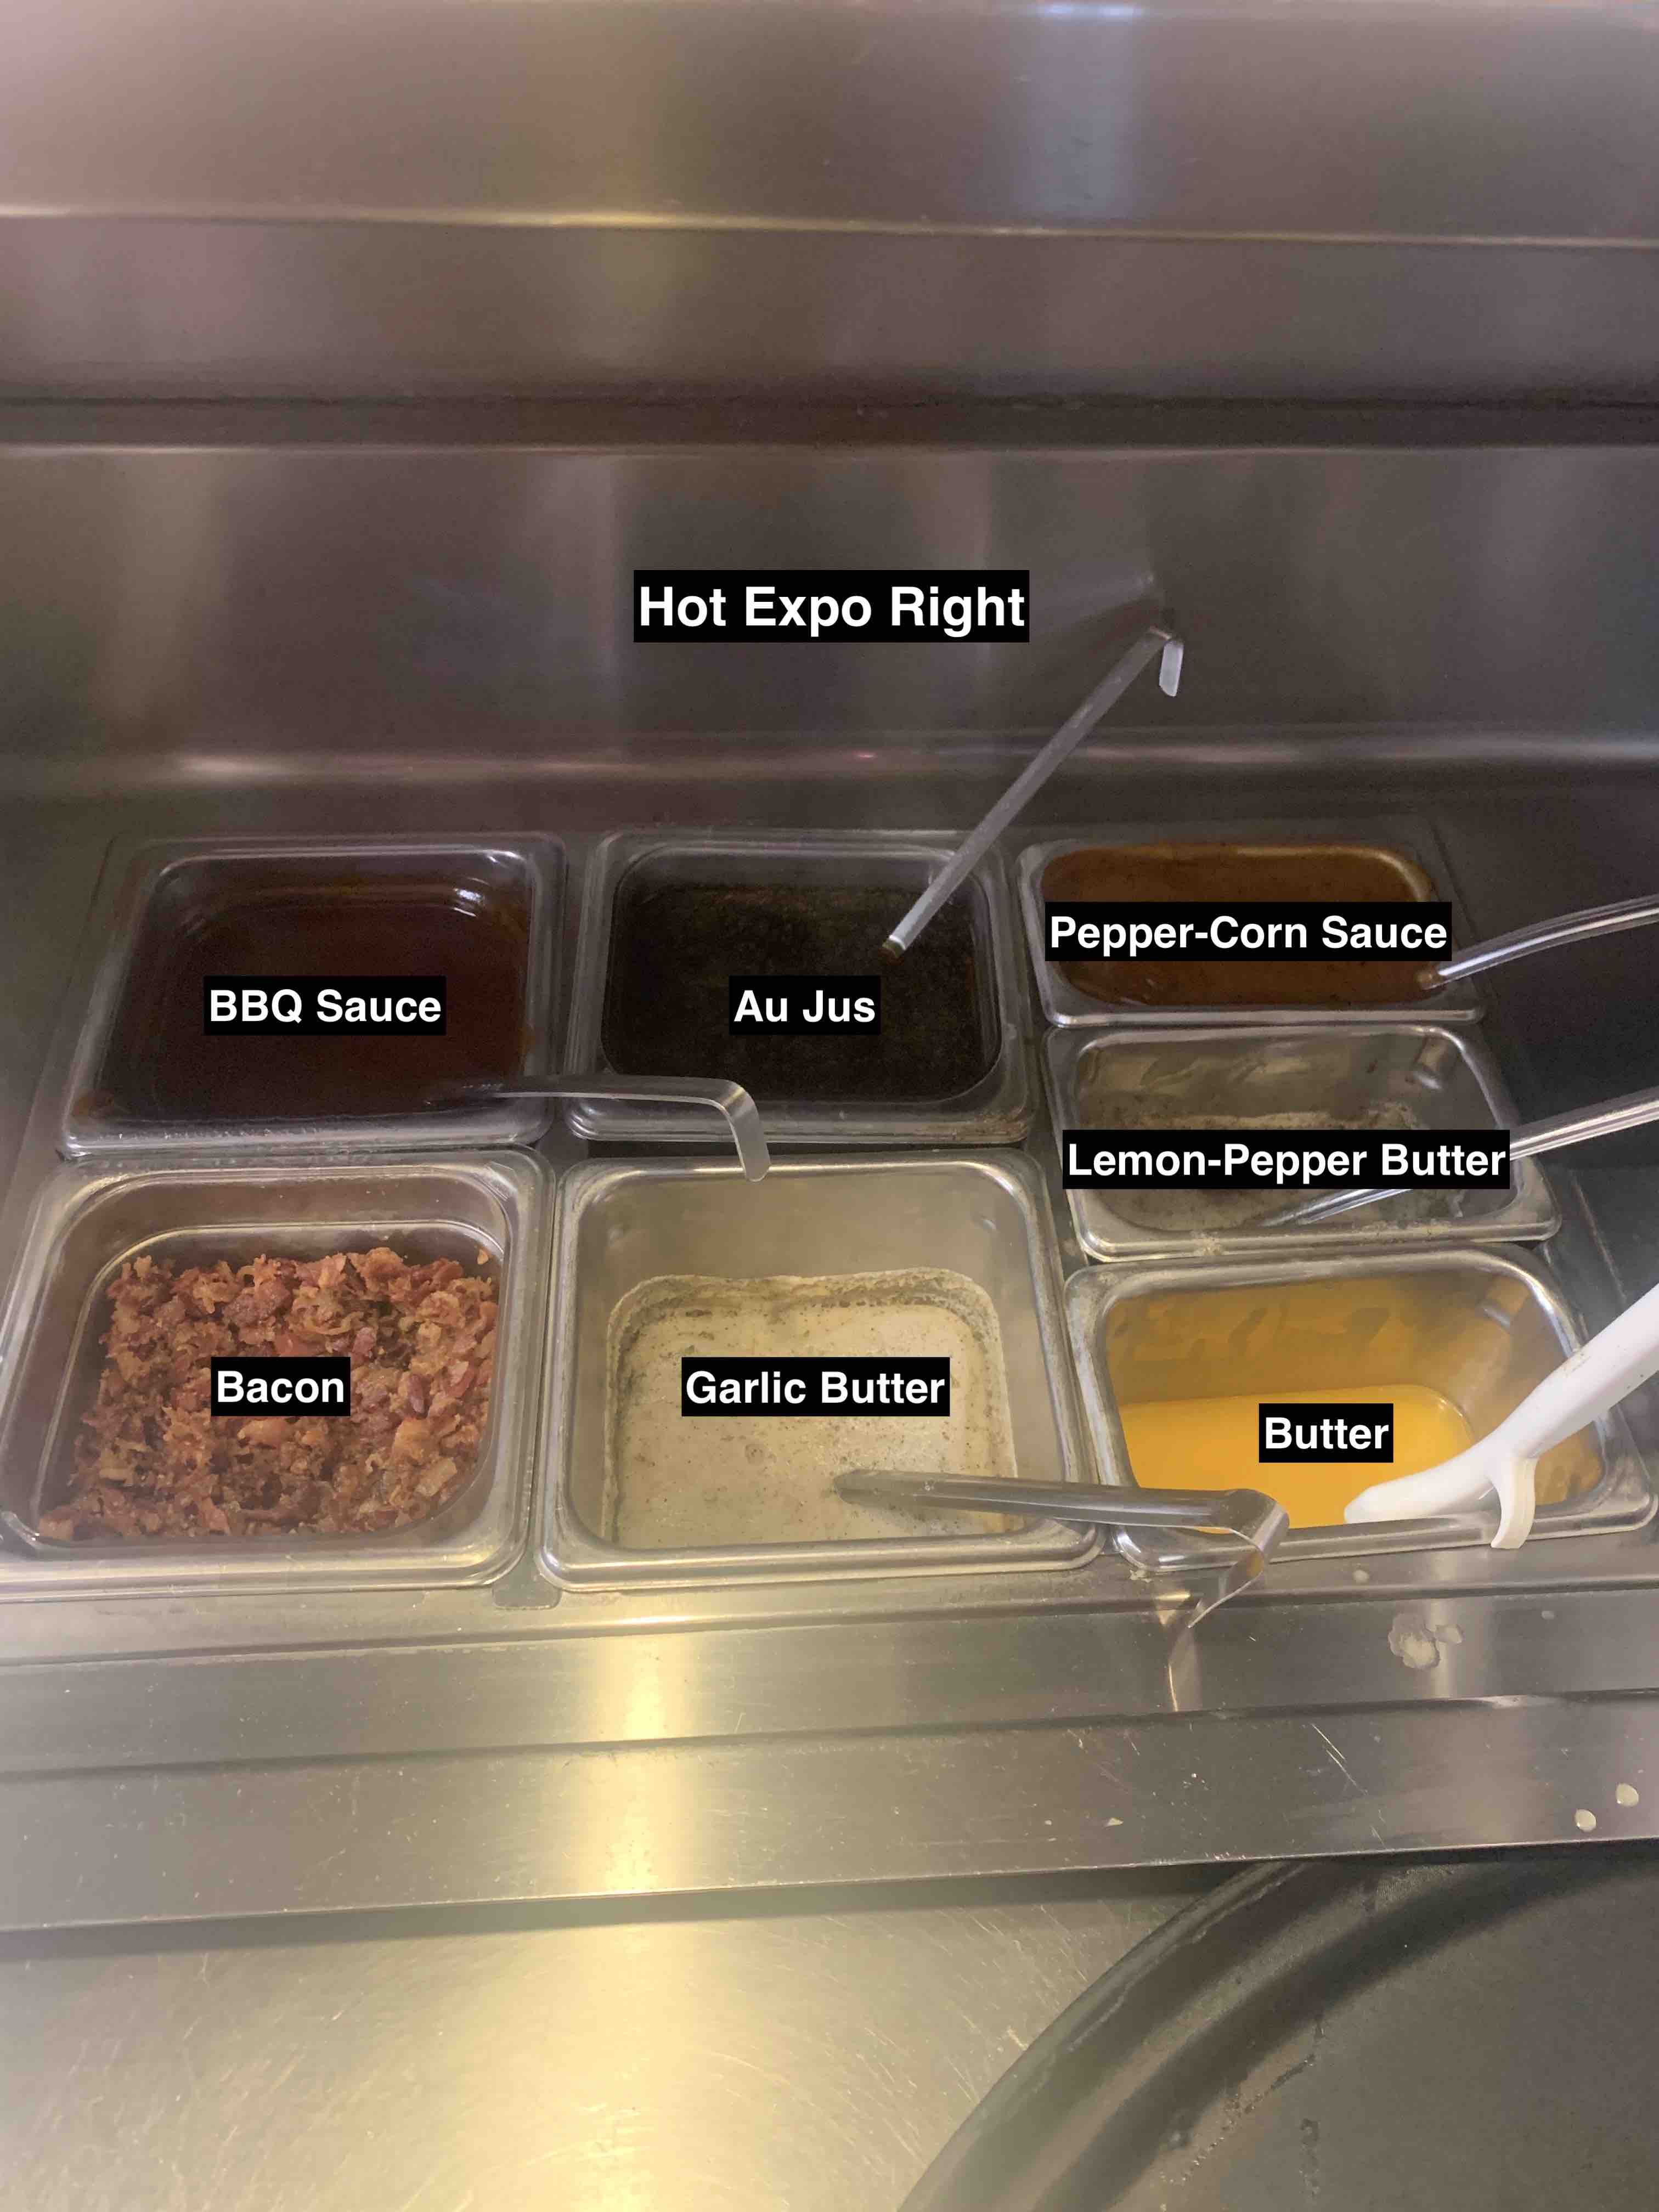 Hot Expo Right
Pepper-Corn Sauce
BBQ Sauce
Au Jus
Lemon-Pepper Butter
Bacon
Garlic Butter
Butter